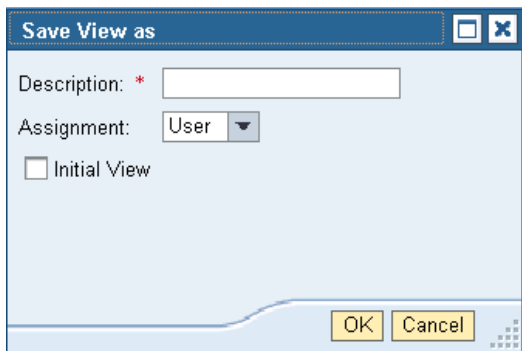 Save View as
Description: *
Assignment: User
Initial View
OK Cancel